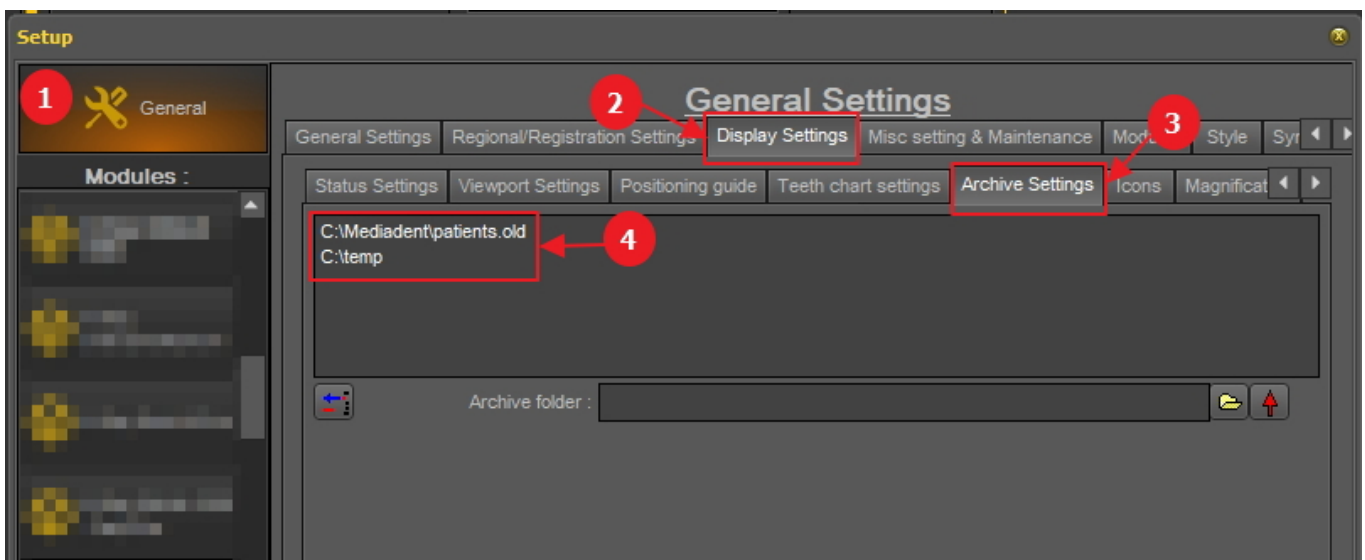 Setup
1
General
2
General Settings
3
General Settings Regional/Registration Settings Display Settings Misc setting & Maintenance Style
Modules :
Status Settings Viewport Settings Positioning guide Teeth chart settings Archive Settings Icons Magnificat
C:\Mediadent\patients.old
4
C:\temp
Archive folder :